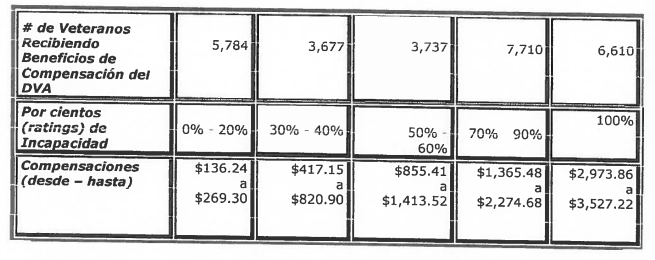 # de Veteranos
Recibiendo
Beneficios de
Compensación del
DVA
5,784
3,677
3,737
7,710
6,610
Por cientos
(ratings) de
Incapacidad
0% - 20%
30% - 40%
50% -
60%
70% 90%
100%
Compensaciones
(desde – hasta)
$136.24
a
$269.30
$417.15
a
$820.90
$855.41
a
$1,413.52
$1,365.48
a
$2,274.68
$2,973.86
a
$3,527.22